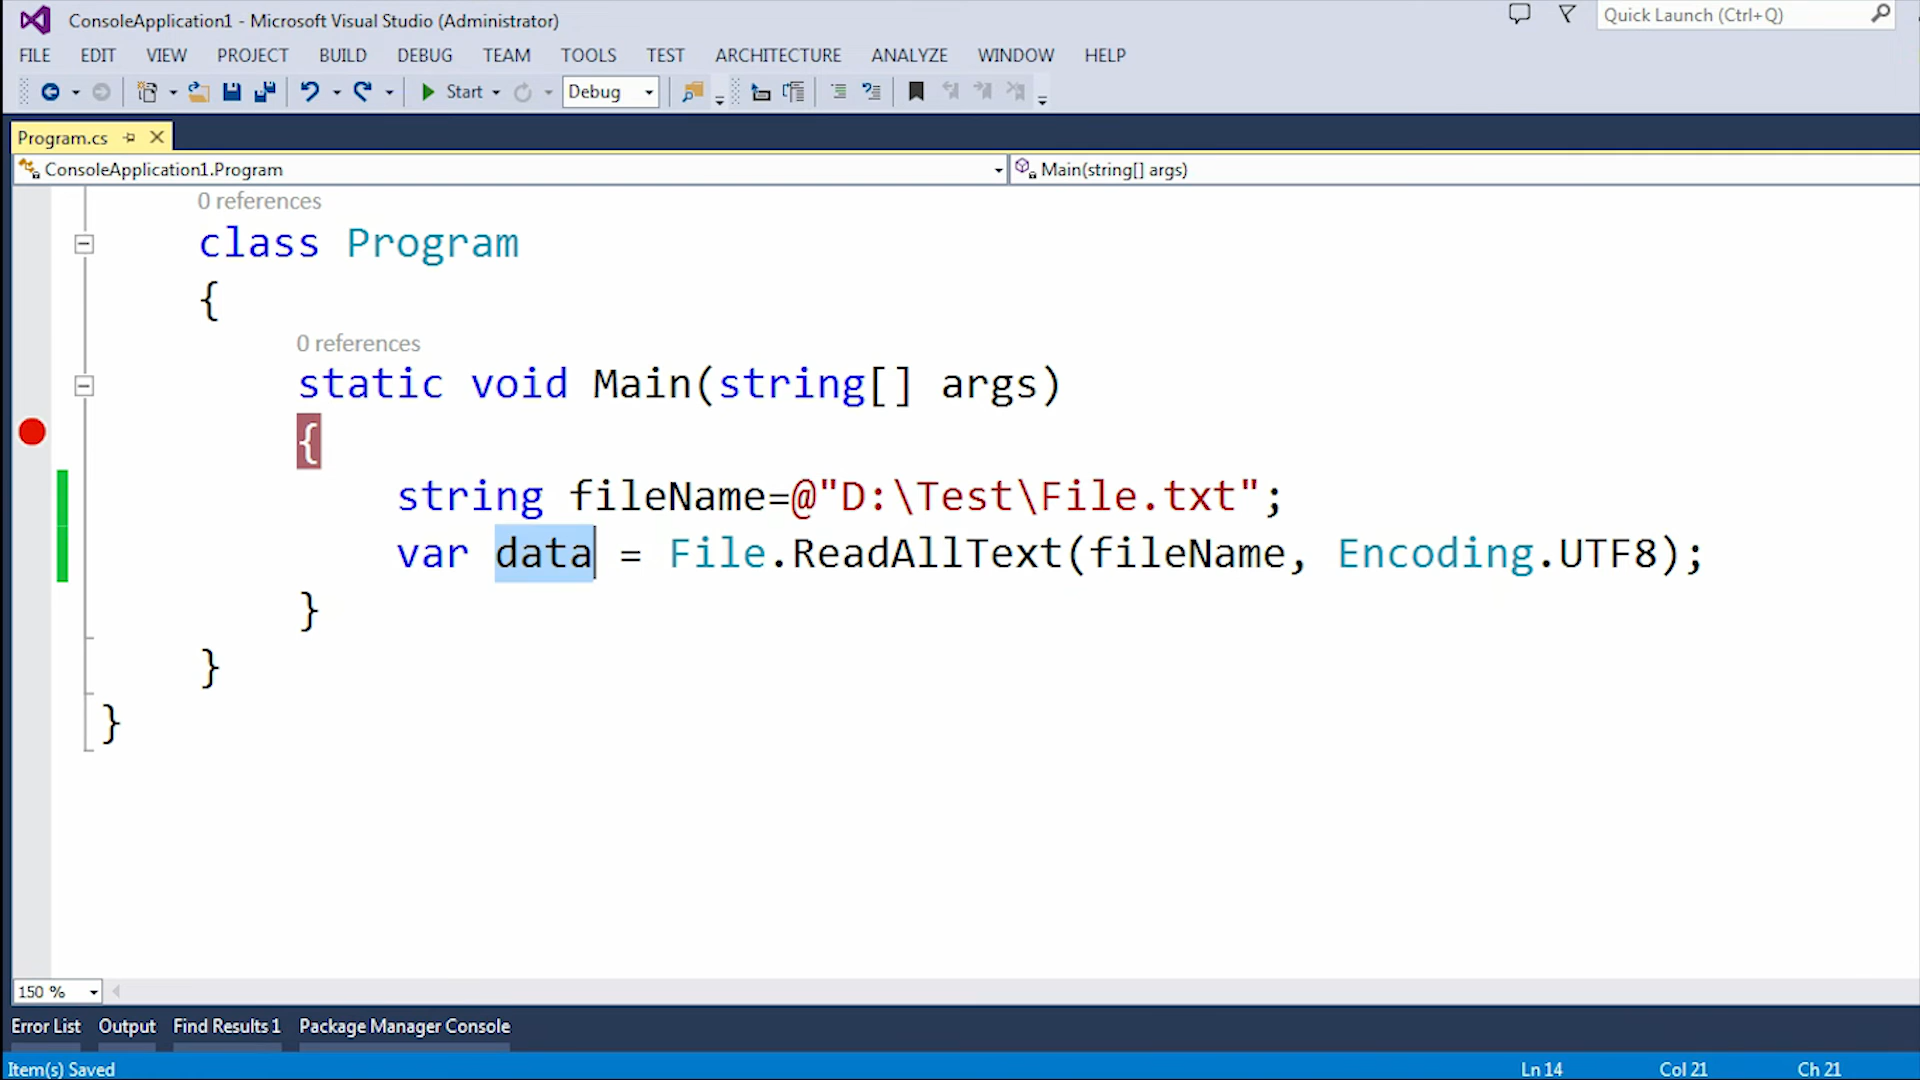 ConsoleApplication1 - Microsoft Visual Studio (Administrator)
Quick Launch (Ctrl+Q)
FILE EDIT VIEW PROJECT BUILD DEBUG TEAM TOOLS TEST ARCHITECTURE ANALYZE WINDOW HELP
Start Debug
Program.cs
ConsoleApplication1.Program Main(string[] args)
0 references
class Program
{
0 references
static void Main(string[] args)
{
string fileName=@"D:\Test\File.txt";
var data = File.ReadAllText(fileName, Encoding.UTF8);
}
}
}
150 %
Error List Output Find Results 1 Package Manager Console
Item(s) Saved Ln 14 Col 21 Ch 21